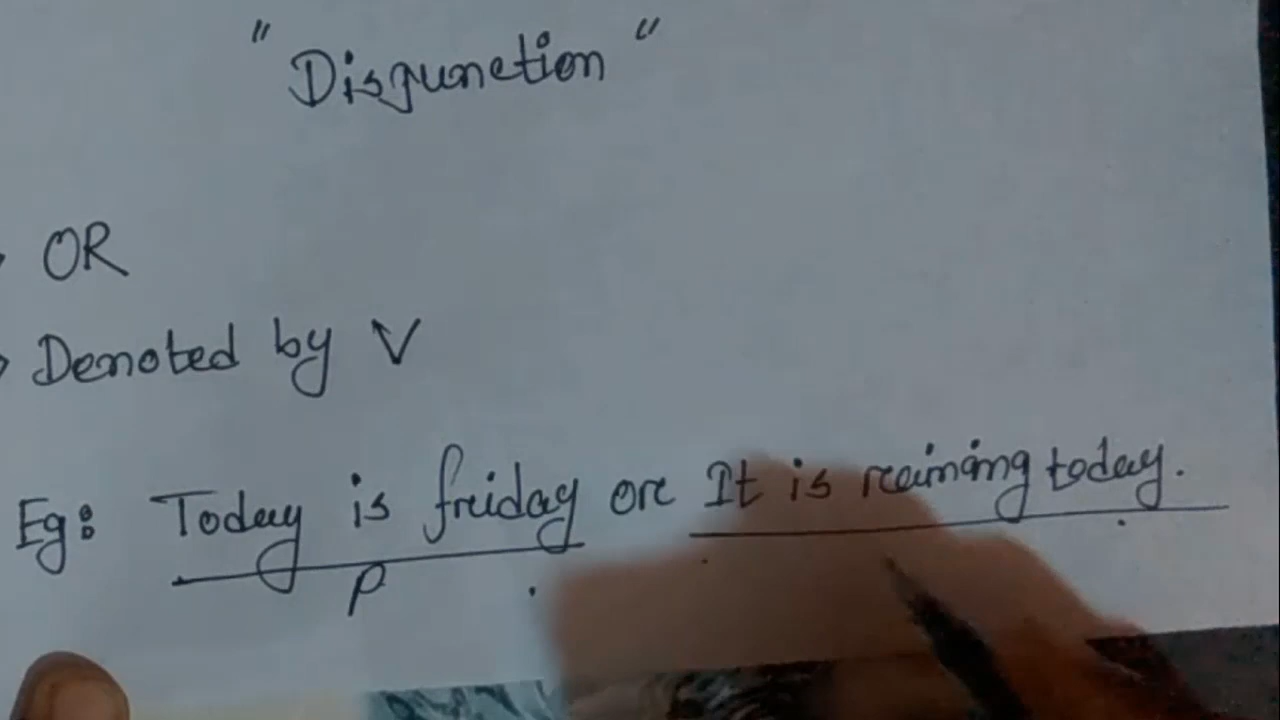 "Disjunction"
OR
Denoted by V
Eg: Today is friday or It is raining today.
P